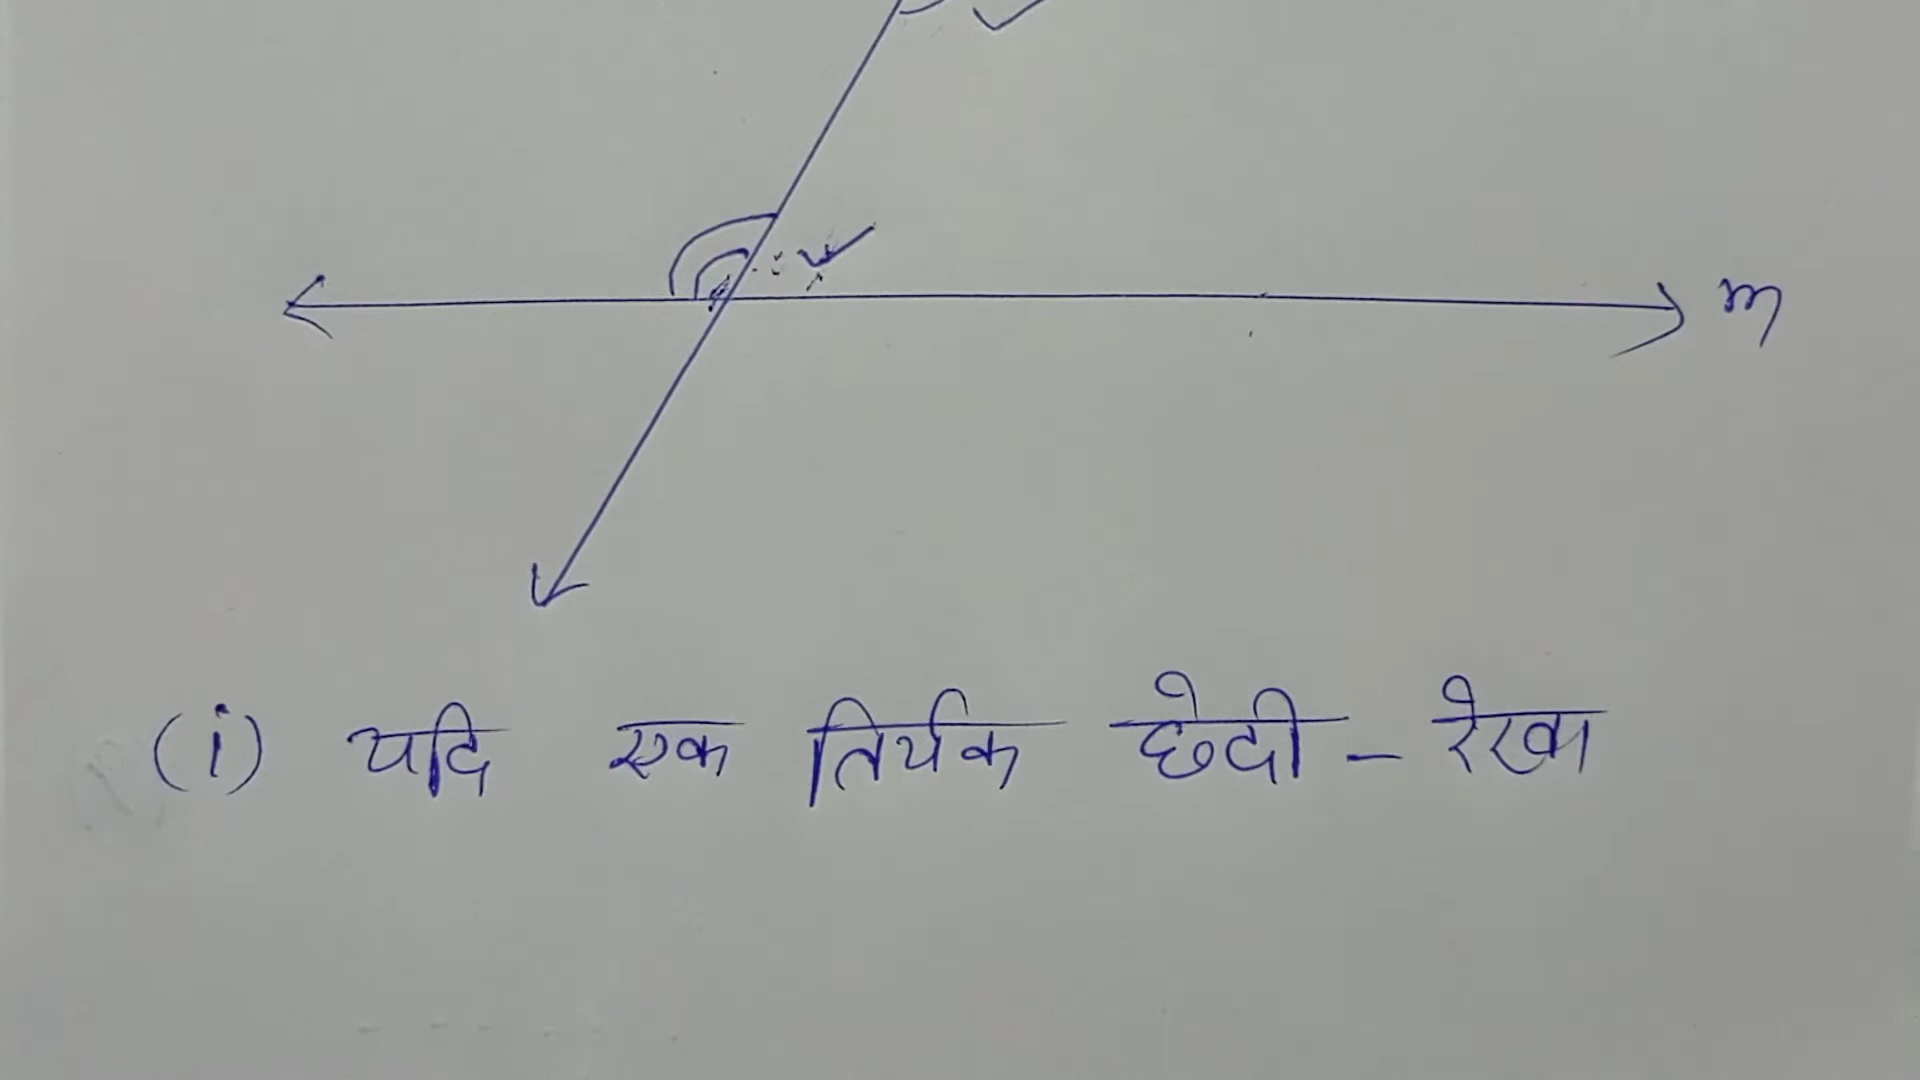 m
(i) यदि एक तिर्यक छेदी - रेखा